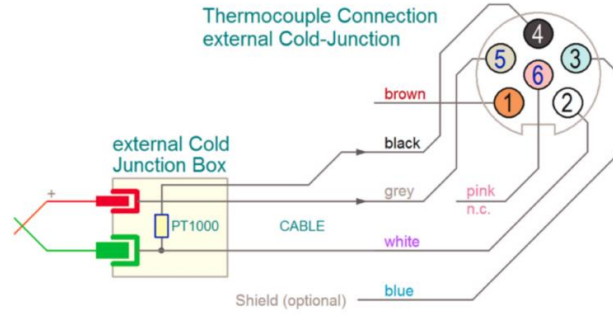 Thermocouple Connection
external Cold-Junction
4
5
3
6
1
2
brown
external Cold
Junction Box
black
+
grey
pink
n.c.
PT1000
CABLE
white
blue
Shield (optional)